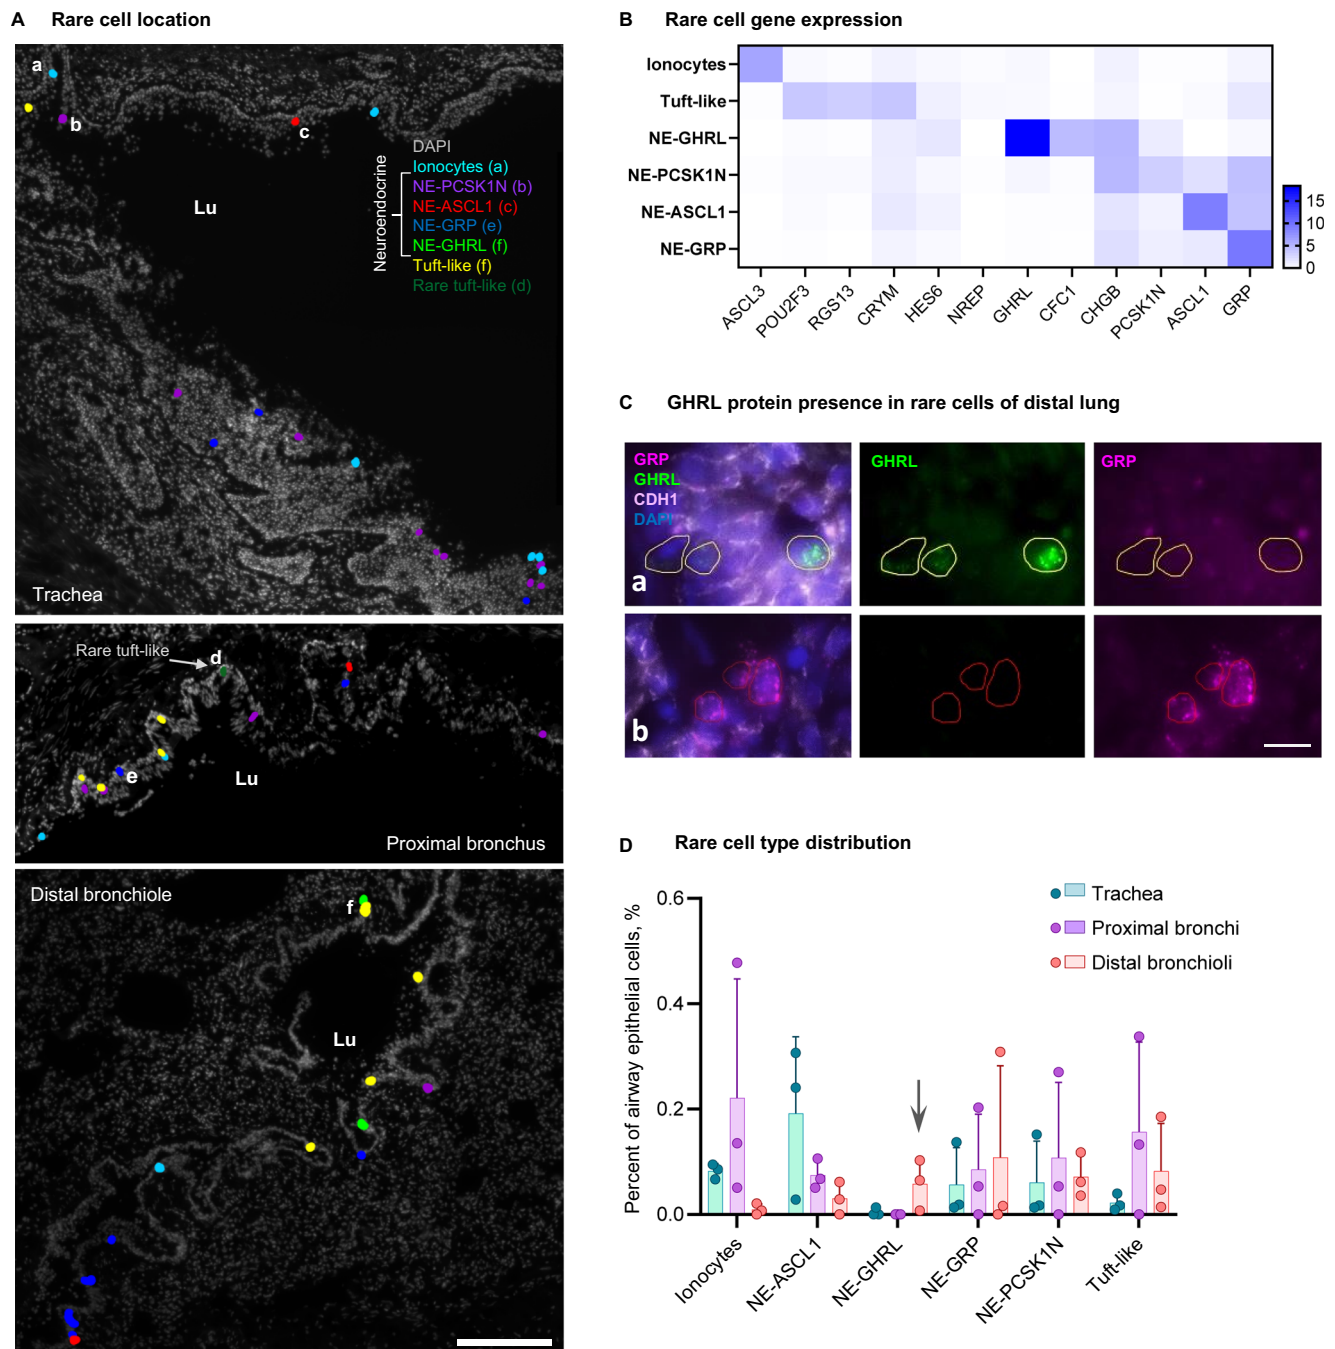 A Rare cell location
a
b
c
DAPI
Ionocytes (a)
NE-PCSK1N (b)
NE-ASCL1 (c)
NE-GRP (e)
NE-GHRL (f)
Tuft-like (f)
Rare tuft-like (d)
Neuroendocrine
Lu
Trachea
Rare tuft-like
d
e
Lu
Proximal bronchus
Distal bronchiole
f
Lu
B Rare cell gene expression
Ionocytes
Tuft-like
NE-GHRL
NE-PCSK1N
NE-ASCL1
NE-GRP
ASCL3
POU2F3
RGS13
CRYM
HES6
NREP
GHRL
CFC1
CHGB
PCSK1N
ASCL1
GRP
15
10
5
0
C GHRL protein presence in rare cells of distal lung
GRP
GHRL
CDH1
DAPI
a
GHRL
GRP
b
D Rare cell type distribution
Percent of airway epithelial cells, %
0.6
0.4
0.2
0.0
Trachea
Proximal bronchi
Distal bronchioli
Ionocytes
NE-ASCL1
NE-GHRL
NE-GRP
NE-PCSK1N
Tuft-like